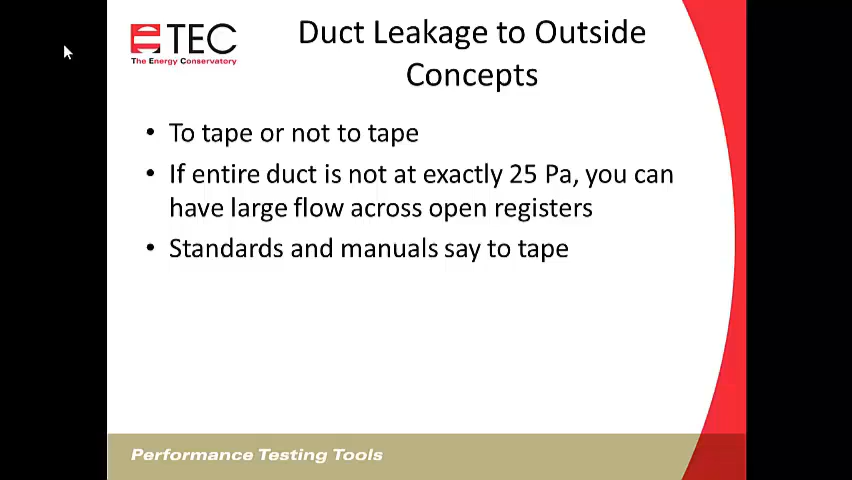 TEC
The Energy Conservatory
Duct Leakage to Outside
Concepts
• To tape or not to tape
• If entire duct is not at exactly 25 Pa, you can
have large flow across open registers
• Standards and manuals say to tape
Performance Testing Tools